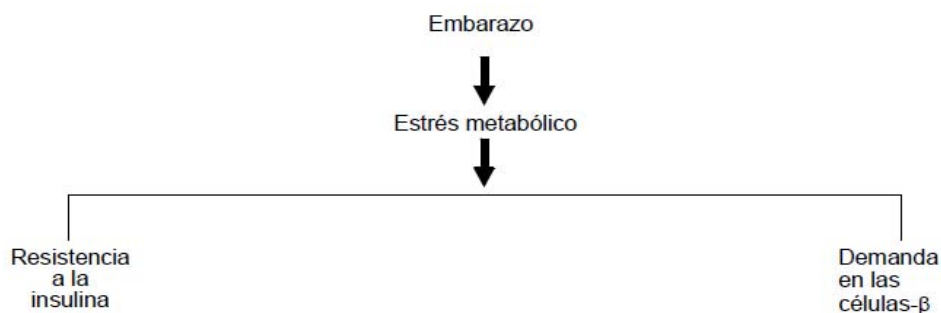 Embarazo
Estrés metabólico
Resistencia
a la
insulina
Demanda
en las
células-β